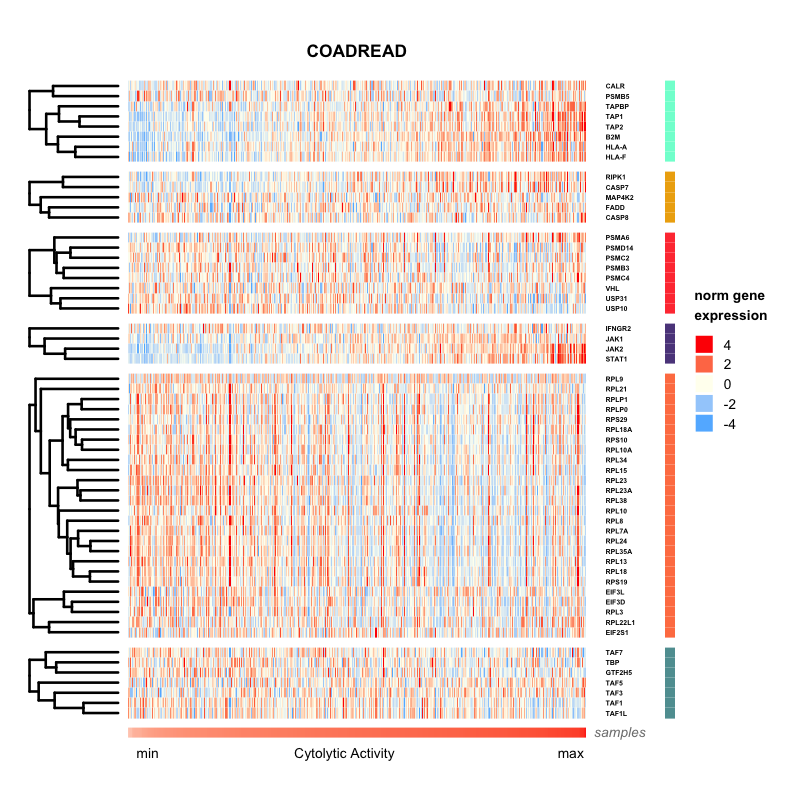 COADREAD
CALR
PSMB5
TAPBP
TAP1
TAP2
B2M
HLA-A
HLA-F
RIPK1
CASP7
MAP4K2
FADD
CASP8
PSMA6
PSMD14
PSMC2
PSMB3
PSMC4
VHL
USP31
USP10
IFNGR2
JAK1
JAK2
STAT1
RPL9
RPL21
RPLP1
RPLP0
RPS29
RPL18A
RPS10
RPL10A
RPL34
RPL15
RPL23
RPL23A
RPL38
RPL10
RPL8
RPL7A
RPL24
RPL35A
RPL13
RPL18
RPS19
EIF3L
EIF3D
RPL3
RPL22L1
EIF2S1
TAF7
TBP
GTF2H5
TAF5
TAF3
TAF1
TAF1L
norm gene
expression
4
2
0
-2
-4
samples
min Cytolytic Activity max